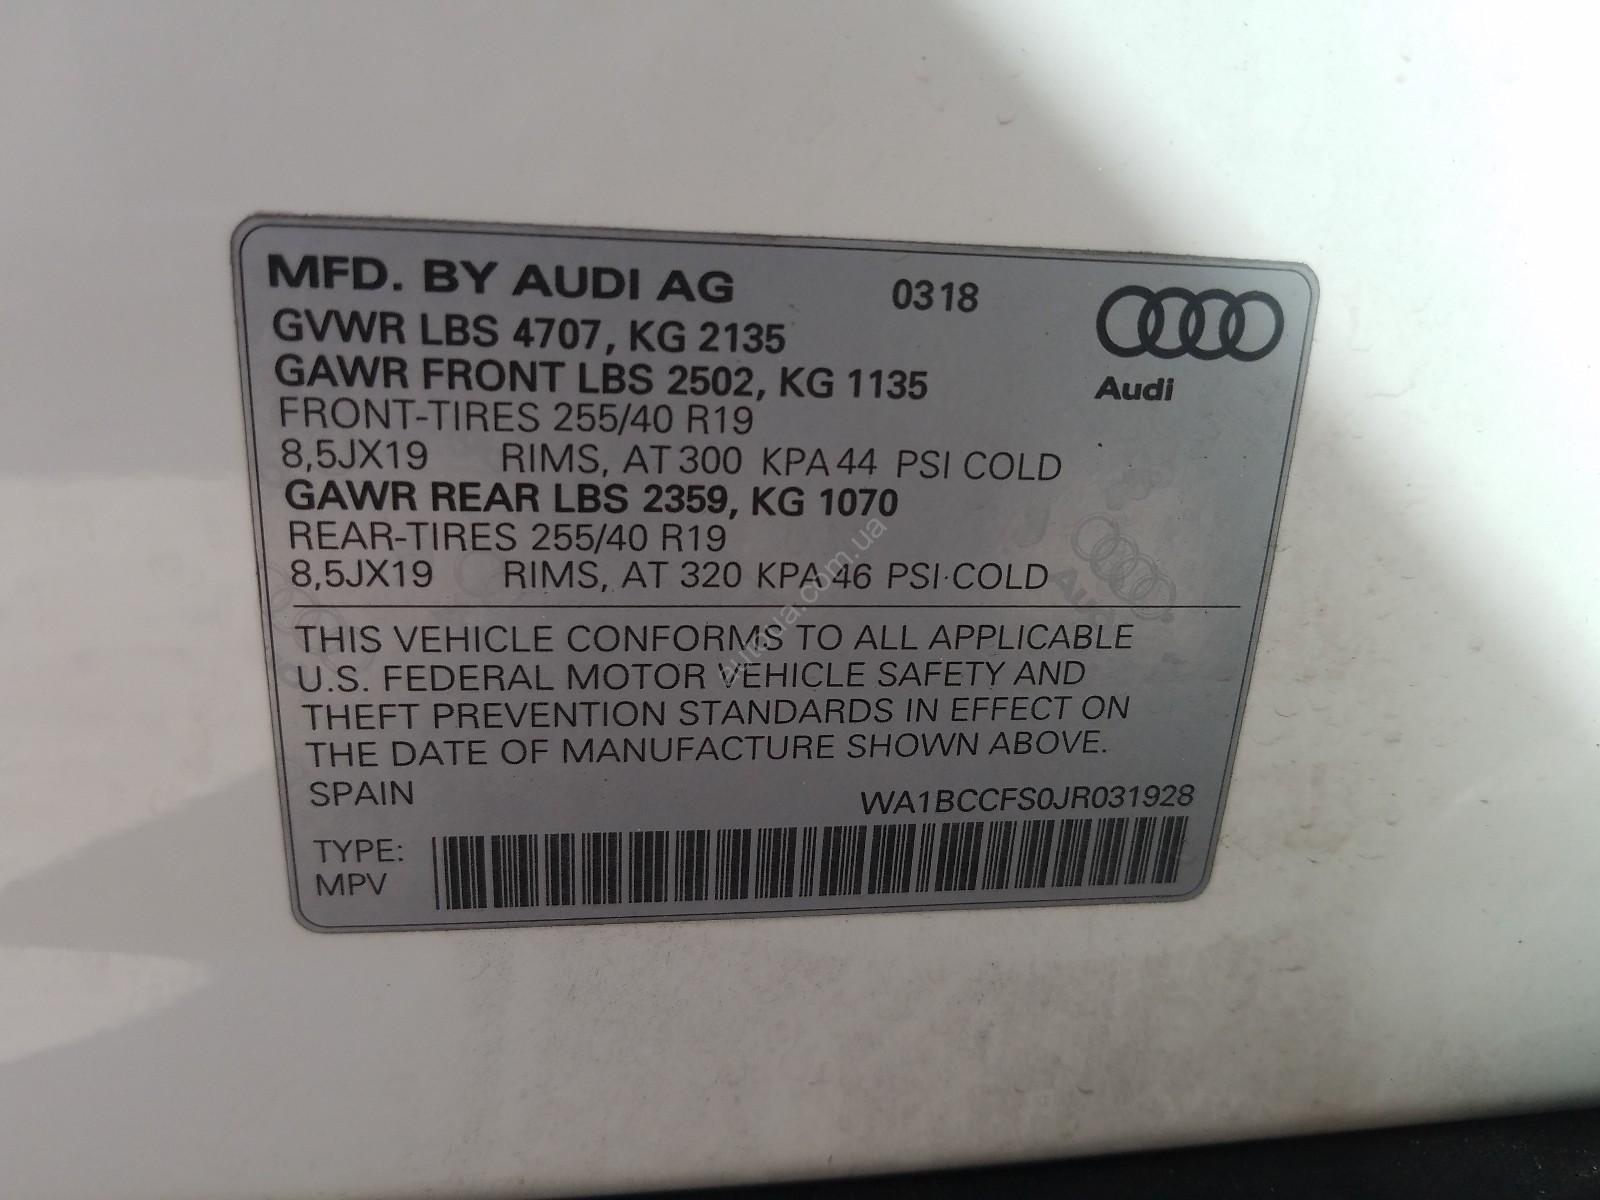 MFD. BY AUDI AG 0318
GVWR LBS 4707, KG 2135
GAWR FRONT LBS 2502, KG 1135
Audi
FRONT-TIRES 255/40 R19
8,5JX19 RIMS, AT 300 KPA 44 PSI COLD
GAWR REAR LBS 2359, KG 1070
REAR-TIRES 255/40 R19
8,5JX19 RIMS, AT 320 KPA 46 PSI COLD
THIS VEHICLE CONFORMS TO ALL APPLICABLE
U.S. FEDERAL MOTOR VEHICLE SAFETY AND
THEFT PREVENTION STANDARDS IN EFFECT ON
THE DATE OF MANUFACTURE SHOWN ABOVE.
SPAIN WA1BCCFS0JR031928
TYPE:
MPV
autoua.com.ua